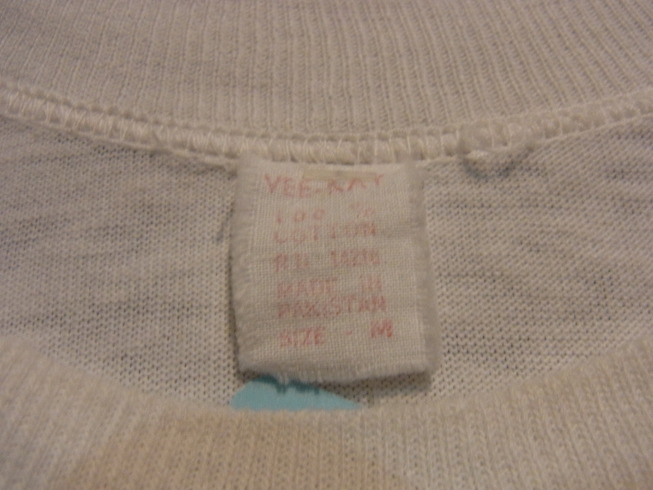 VEE-KAY
100 %
COTTON
MADE IN
PAKISTAN
SIZE - M